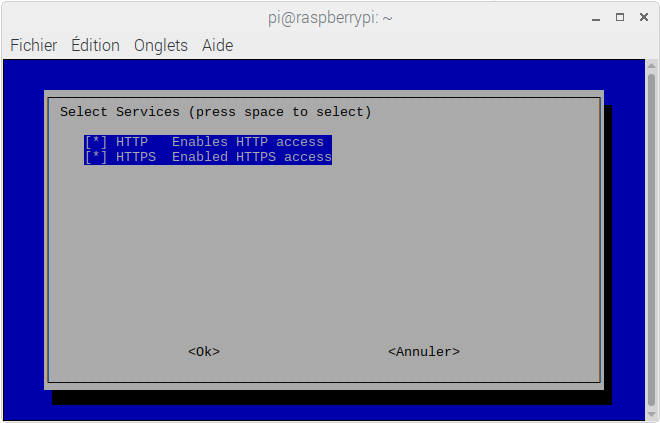 pi@raspberrypi: ~
Fichier Édition Onglets Aide
Select Services (press space to select)
[*] HTTP   Enables HTTP access
[*] HTTPS  Enabled HTTPS access
<Ok> <Annuler>